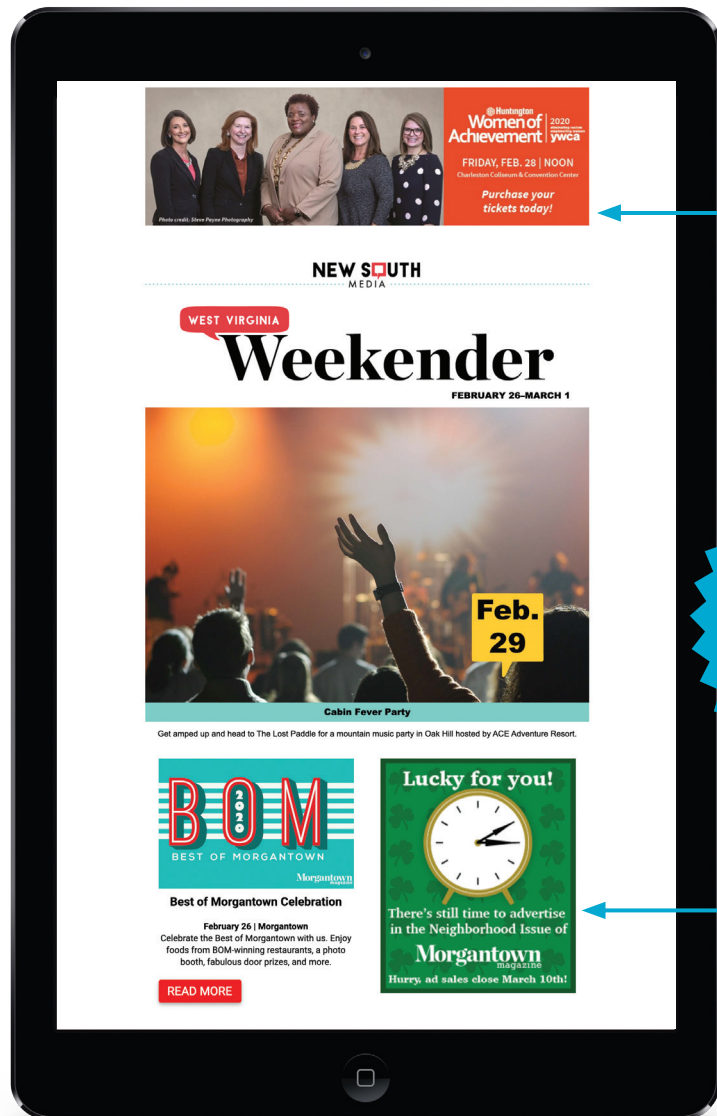 Huntington
Women of
Achievement
2020
ywca
FRIDAY, FEB. 28 | NOON
Charleston Coliseum & Convention Center
Purchase your
tickets today!
Photo credit: Steve Payne Photography
NEW SOUTH
MEDIA
WEST VIRGINIA
Weekender
FEBRUARY 26–MARCH 1
Feb.
29
Cabin Fever Party
Get amped up and head to The Lost Paddle for a mountain music party in Oak Hill hosted by ACE Adventure Resort.
BOM
2020
BEST OF MORGANTOWN
Morgantown
magazine
Best of Morgantown Celebration
February 26 | Morgantown
Celebrate the Best of Morgantown with us. Enjoy
foods from BOM-winning restaurants, a photo
booth, fabulous door prizes, and more.
READ MORE
Lucky for you!
There's still time to advertise
in the Neighborhood Issue of
Morgantown
magazine
Hurry, ad sales close March 10th!